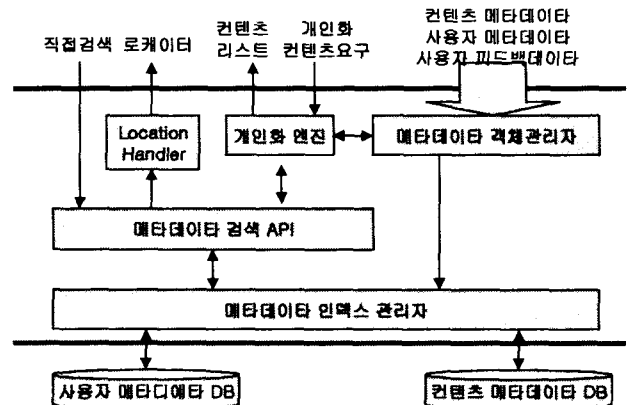 컨텐츠 메타데이타
사용자 메타데이타
사용자 피드백데이타
직접검색 로케이터
컨텐츠
리스트
개인화
컨텐츠요구
Location
Handler
개인화 엔진
메타데이타 객체관리자
메타데이타 검색 API
메타데이타 인덱스 관리자
사용자 메타디에타 DB
컨텐츠 메타데이타 DB